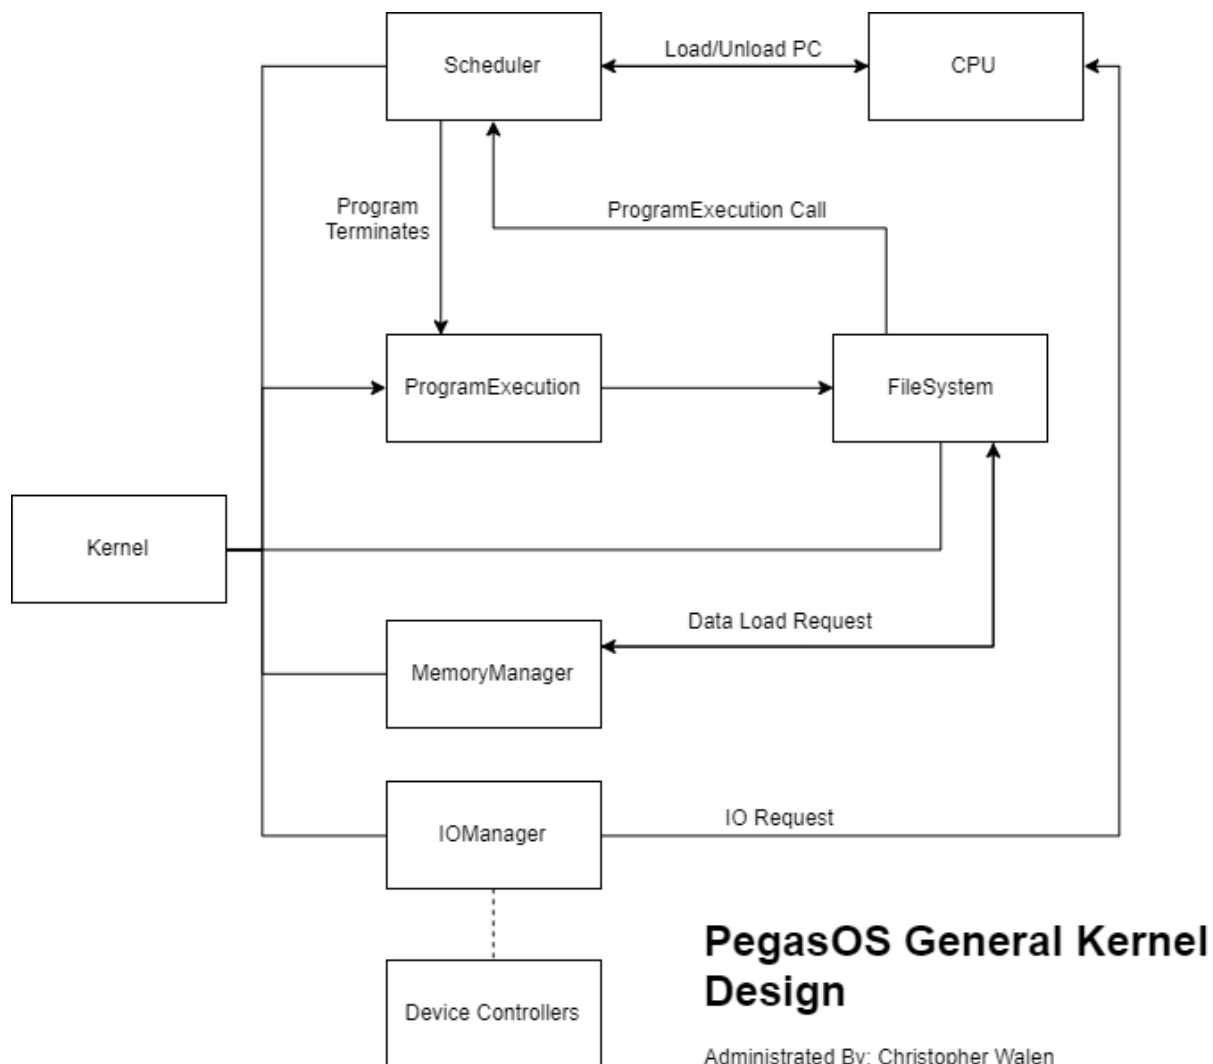 Scheduler
Load/Unload PC
CPU
Program
Terminates
ProgramExecution Call
ProgramExecution
FileSystem
Kernel
Data Load Request
MemoryManager
IO Request
IOManager
PegasOS General Kernel
Design
Device Controllers
Administrated By: Christopher Walen